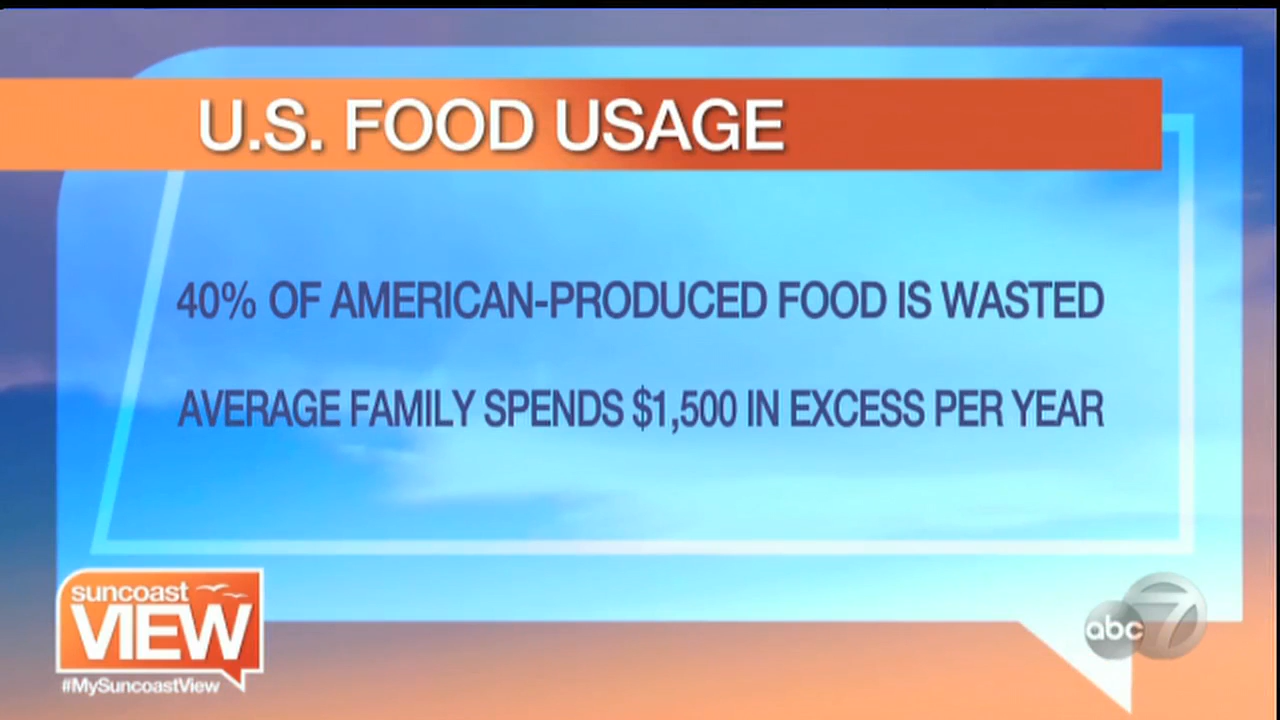 U.S. FOOD USAGE
40% OF AMERICAN-PRODUCED FOOD IS WASTED
AVERAGE FAMILY SPENDS $1,500 IN EXCESS PER YEAR
suncoast
VIEW
#MySuncoastView
abc 7